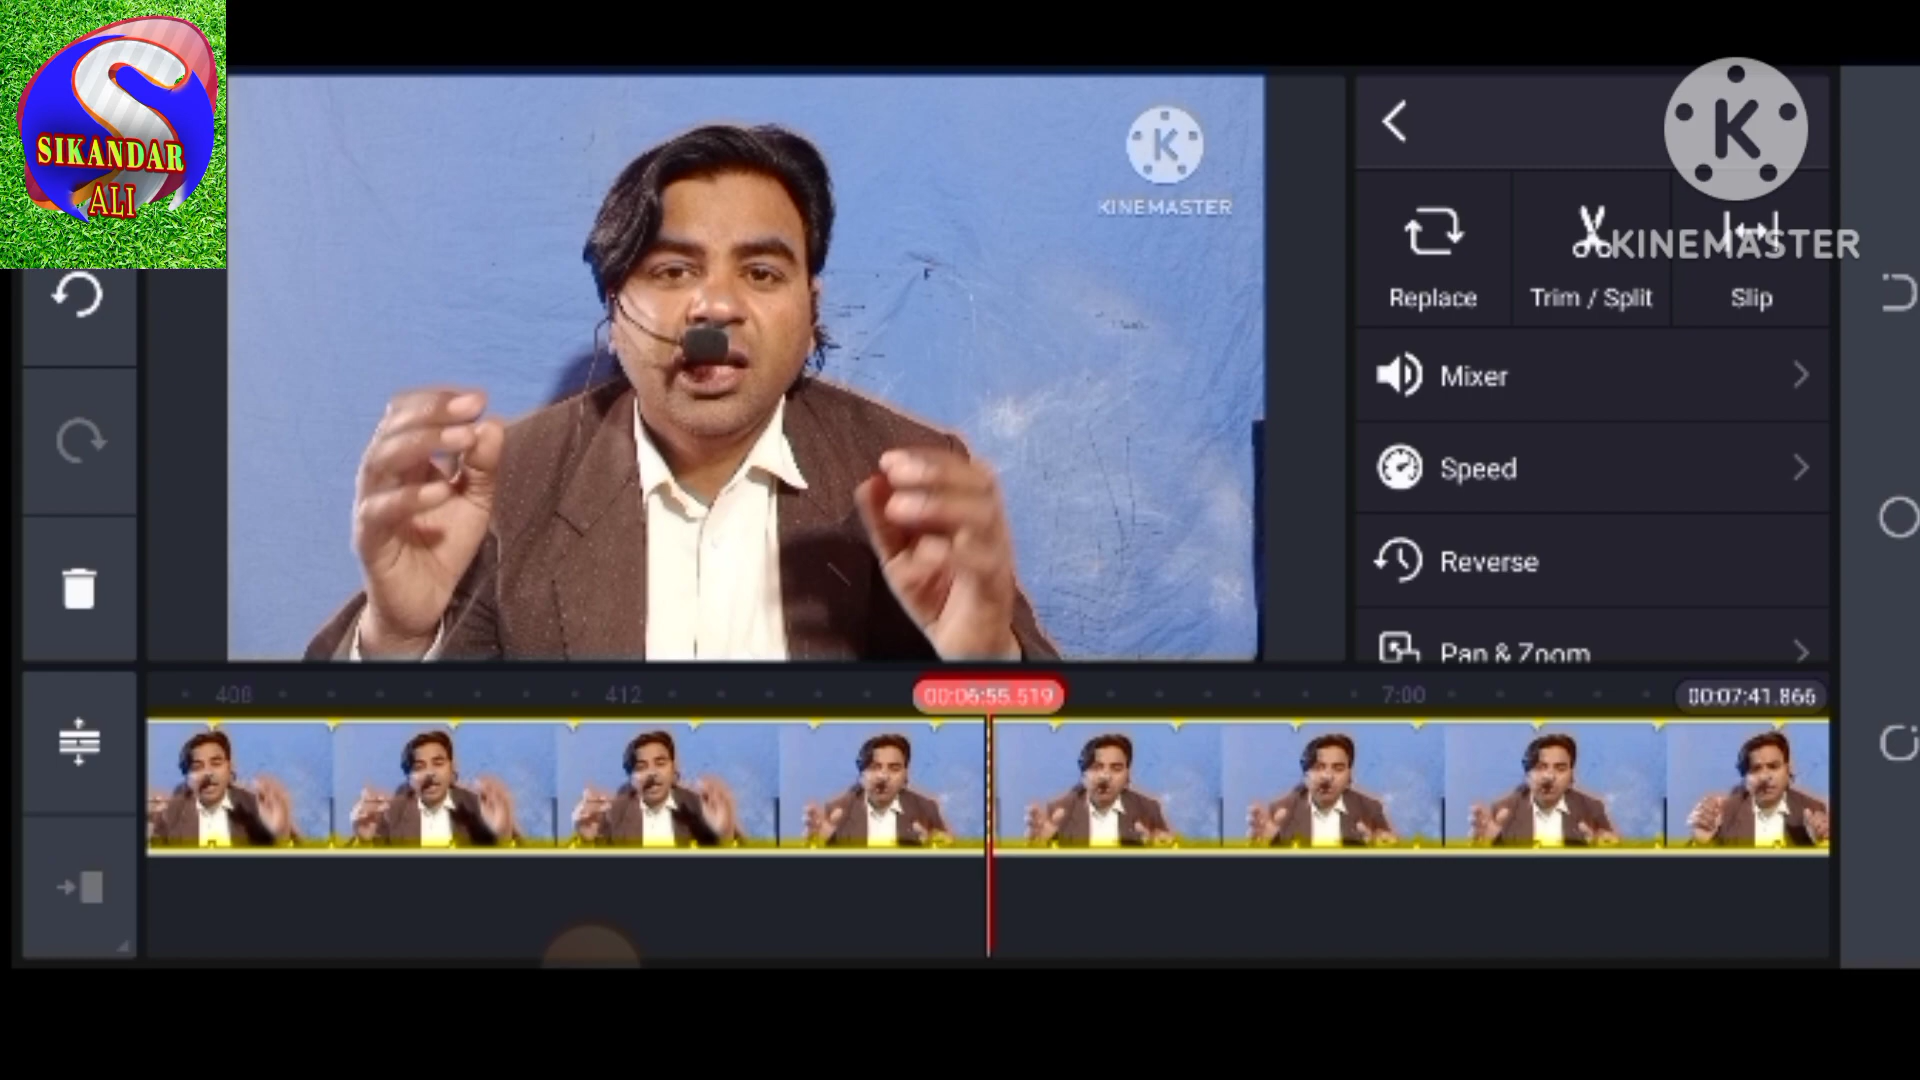 SIKANDAR
ALI
KINEMASTER
K
K
KINEMASTER
Replace
Trim / Split
Slip
Mixer
Speed
Reverse
Pan & Zoom
408
412
7:00
00:07:41.866